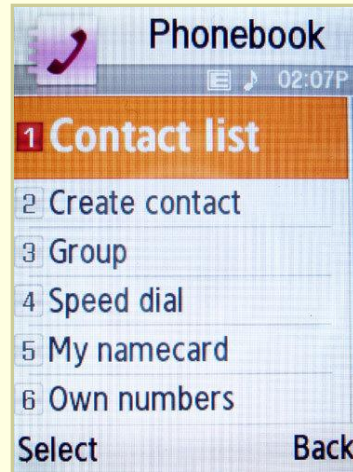 Phonebook
E 02:07P
1 Contact list
2 Create contact
3 Group
4 Speed dial
5 My namecard
6 Own numbers
Select Back